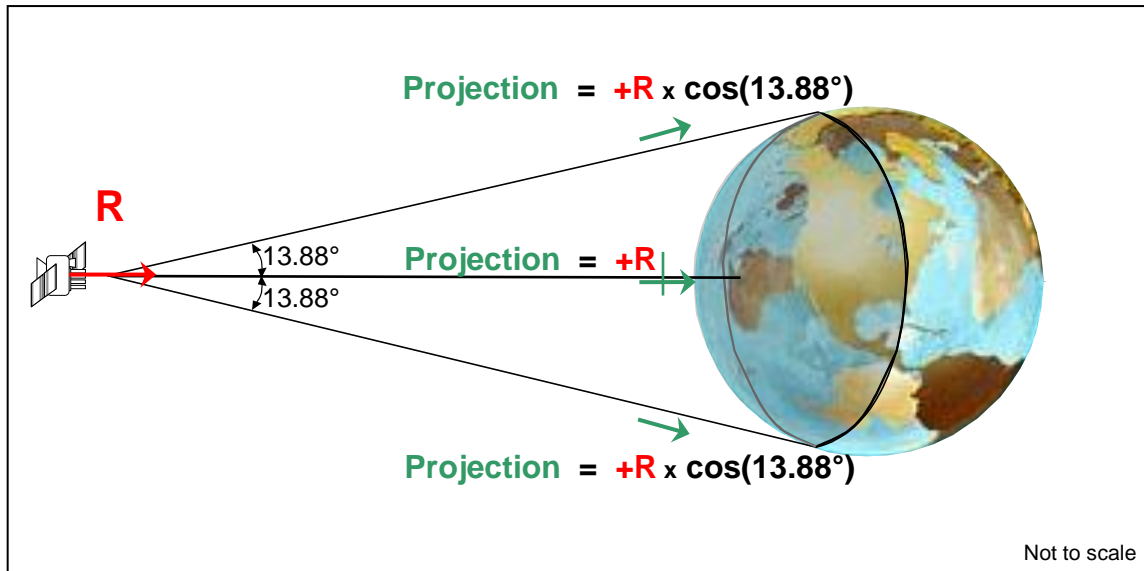 Projection = +R x cos(13.88°)
R
13.88°
Projection = +R
13.88°
Projection = +R x cos(13.88°)
Not to scale